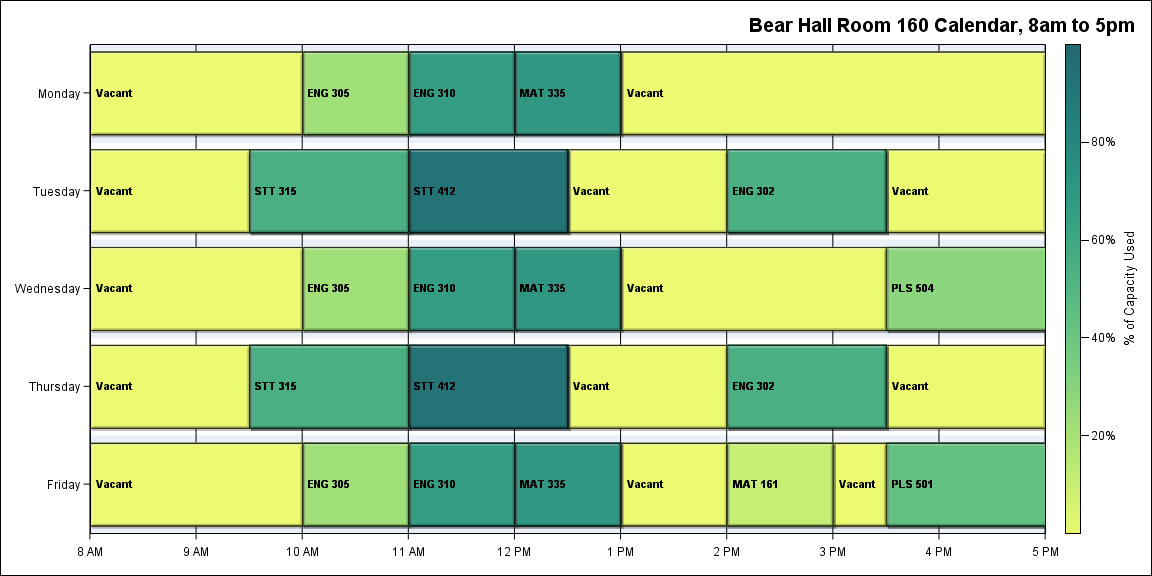 Bear Hall Room 160 Calendar, 8am to 5pm
Monday
Vacant
ENG 305
ENG 310
MAT 335
Vacant
Tuesday
Vacant
STT 315
STT 412
Vacant
ENG 302
Vacant
Wednesday
Vacant
ENG 305
ENG 310
MAT 335
Vacant
PLS 504
Thursday
Vacant
STT 315
STT 412
Vacant
ENG 302
Vacant
Friday
Vacant
ENG 305
ENG 310
MAT 335
Vacant
MAT 161
Vacant
PLS 501
8 AM
9 AM
10 AM
11 AM
12 PM
1 PM
2 PM
3 PM
4 PM
5 PM
80%
60%
40%
20%
% of Capacity Used